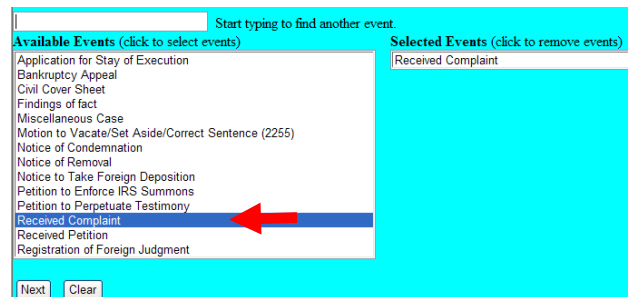 Start typing to find another event.
Available Events (click to select events)
Selected Events (click to remove events)
Application for Stay of Execution
Bankruptcy Appeal
Civil Cover Sheet
Findings of fact
Miscellaneous Case
Motion to Vacate/Set Aside/Correct Sentence (2255)
Notice of Condemnation
Notice of Removal
Notice to Take Foreign Deposition
Petition to Enforce IRS Summons
Petition to Perpetuate Testimony
Received Complaint
Received Petition
Registration of Foreign Judgment
Received Complaint
Next Clear